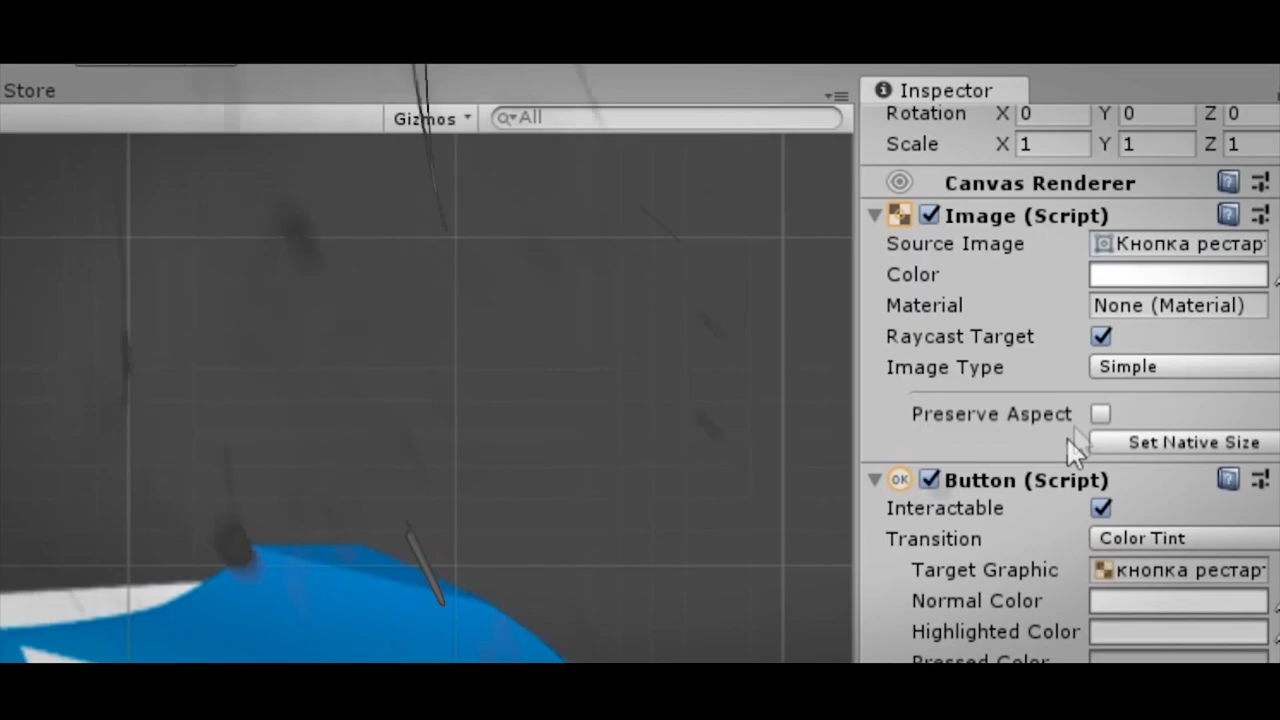 Store
Gizmos
All
Inspector
Rotation X 0 Y 0 Z 0
Scale X 1 Y 1 Z 1
Canvas Renderer
Image (Script)
Source Image Кнопка рестар
Color
Material None (Material)
Raycast Target
Image Type Simple
Preserve Aspect
Set Native Size
OK Button (Script)
Interactable
Transition Color Tint
Target Graphic кнопка рестар
Normal Color
Highlighted Color
Pressed Color